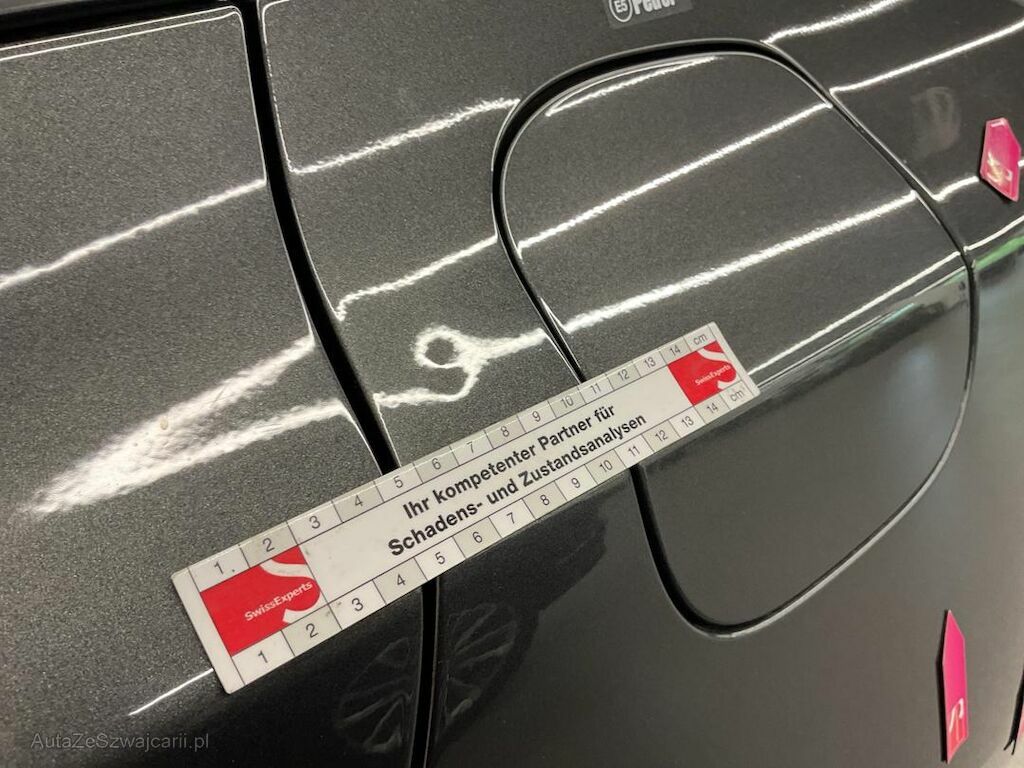 E5
1 2 3 4 5 6 7 8 9 10 11 12 13 14 cm
Ihr kompetenter Partner für
Schadens- und Zustandsanalysen
SwissExperts
SwissExperts
1 2 3 4 5 6 7 8 9 10 11 12 13 14 cm
AutaZeSzwajcarii.pl